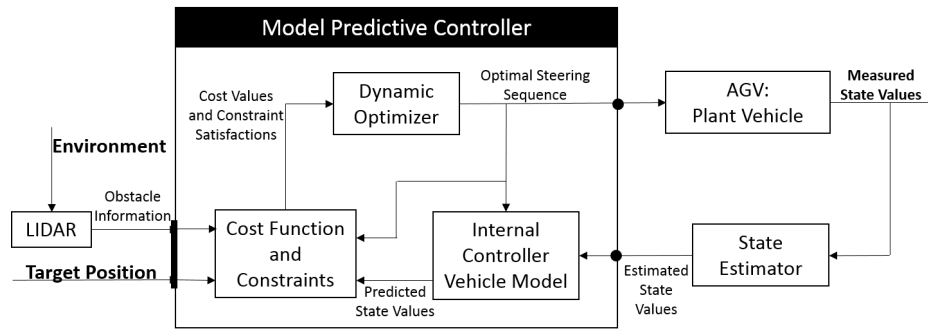 Model Predictive Controller
Cost Values
and Constraint
Satisfactions
Dynamic
Optimizer
Optimal Steering
Sequence
AGV:
Plant Vehicle
Measured
State Values
Environment
Obstacle
Information
LIDAR
Target Position
Cost Function
and
Constraints
Predicted
State Values
Internal
Controller
Vehicle Model
Estimated
State
Values
State
Estimator